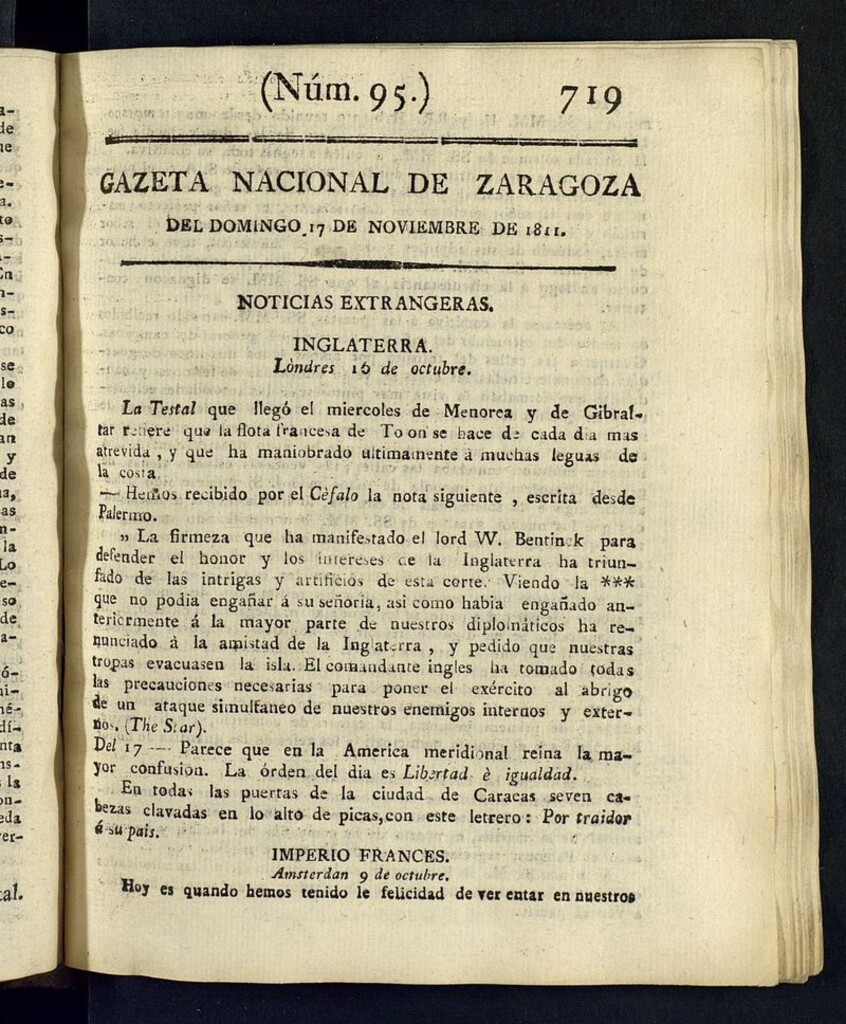 (Núm. 95.) 719
GAZETA NACIONAL DE ZARAGOZA
DEL DOMINGO 17 DE NOVIEMBRE DE 1811.
NOTICIAS EXTRANGERAS.
INGLATERRA.
Lòndres 16 de octubre.
La Testal que llegó el miercoles de Menorca y de Gibral-
tar refiere que la flota francesa de Toon se hace de cada dia mas
atrevida , y que ha maniobrado ultimamente á muchas leguas de
la costa.
— Hemos recibido por el Cèfalo la nota siguiente , escrita desde
Palermo.
„ La firmeza que ha manifestado el lord W. Bentinck para
defender el honor y los intereses de la Inglaterra ha triun-
fado de las intrigas y artificios de esta corte. Viendo la ***
que no podia engañar á su señoria, asi como habia engañado an-
teriormente á la mayor parte de nuestros diplomáticos ha re-
nunciado à la amistad de la Inglaterra , y pedido que nuestras
tropas evacuasen la isla. El comandante ingles ha tomado todas
las precauciones necesarias para poner el exército al abrigo
de un ataque simultaneo de nuestros enemigos internos y exter-
nos. (The Star).
Del 17 — Parece que en la America meridional reina la ma-
yor confusion. La órden del dia es Libertad è igualdad.
En todas las puertas de la ciudad de Caracas se ven ca-
bezas clavadas en lo alto de picas, con este letrero : Por traidor
á su pais.
IMPERIO FRANCES.
Amsterdan 9 de octubre.
Hoy es quando hemos tenido le felicidad de ver entar en nuestros